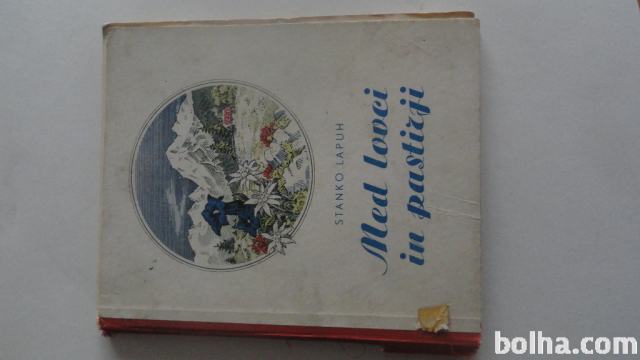 STANKO LAPUH
Med lovci
in pastirji
bolha.com